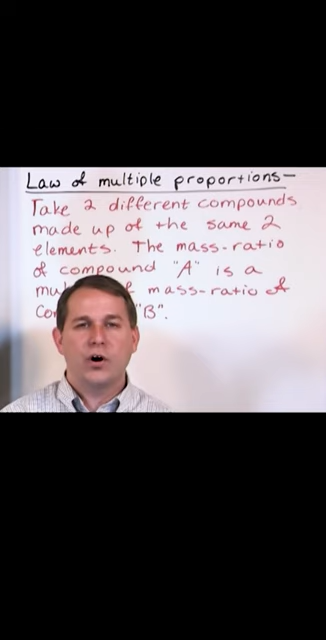 Law of multiple proportions-
Take 2 different compounds
made up of the same 2
elements. The mass-ratio
of compound "A" is a
mass-ratio of
"B".